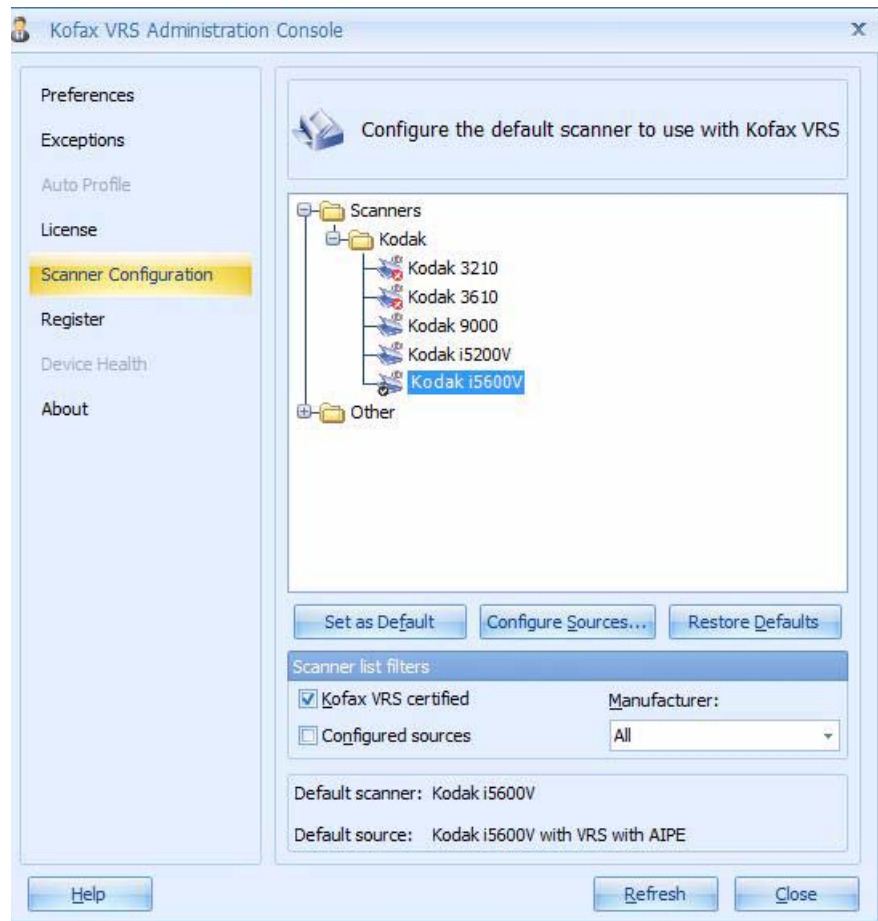 Kofax VRS Administration Console
Preferences
Exceptions
Auto Profile
License
Scanner Configuration
Register
Device Health
About
Configure the default scanner to use with Kofax VRS
Scanners
Kodak
Kodak 3210
Kodak 3610
Kodak 9000
Kodak i5200V
Kodak i5600V
Other
Set as Default Configure Sources... Restore Defaults
Scanner list filters
Kofax VRS certified Manufacturer:
Configured sources All
Default scanner: Kodak i5600V
Default source: Kodak i5600V with VRS with AIPE
Help Refresh Close